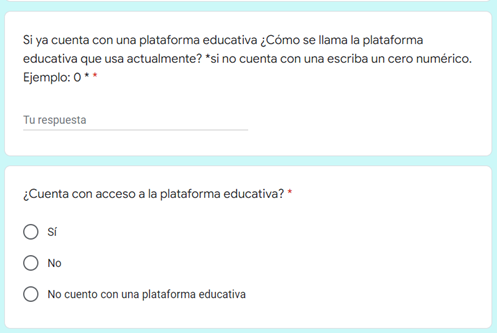 Si ya cuenta con una plataforma educativa ¿Cómo se llama la plataforma
educativa que usa actualmente? *si no cuenta con una escriba un cero numérico.
Ejemplo: 0 * *
Tu respuesta
¿Cuenta con acceso a la plataforma educativa? *
Sí
No
No cuento con una plataforma educativa